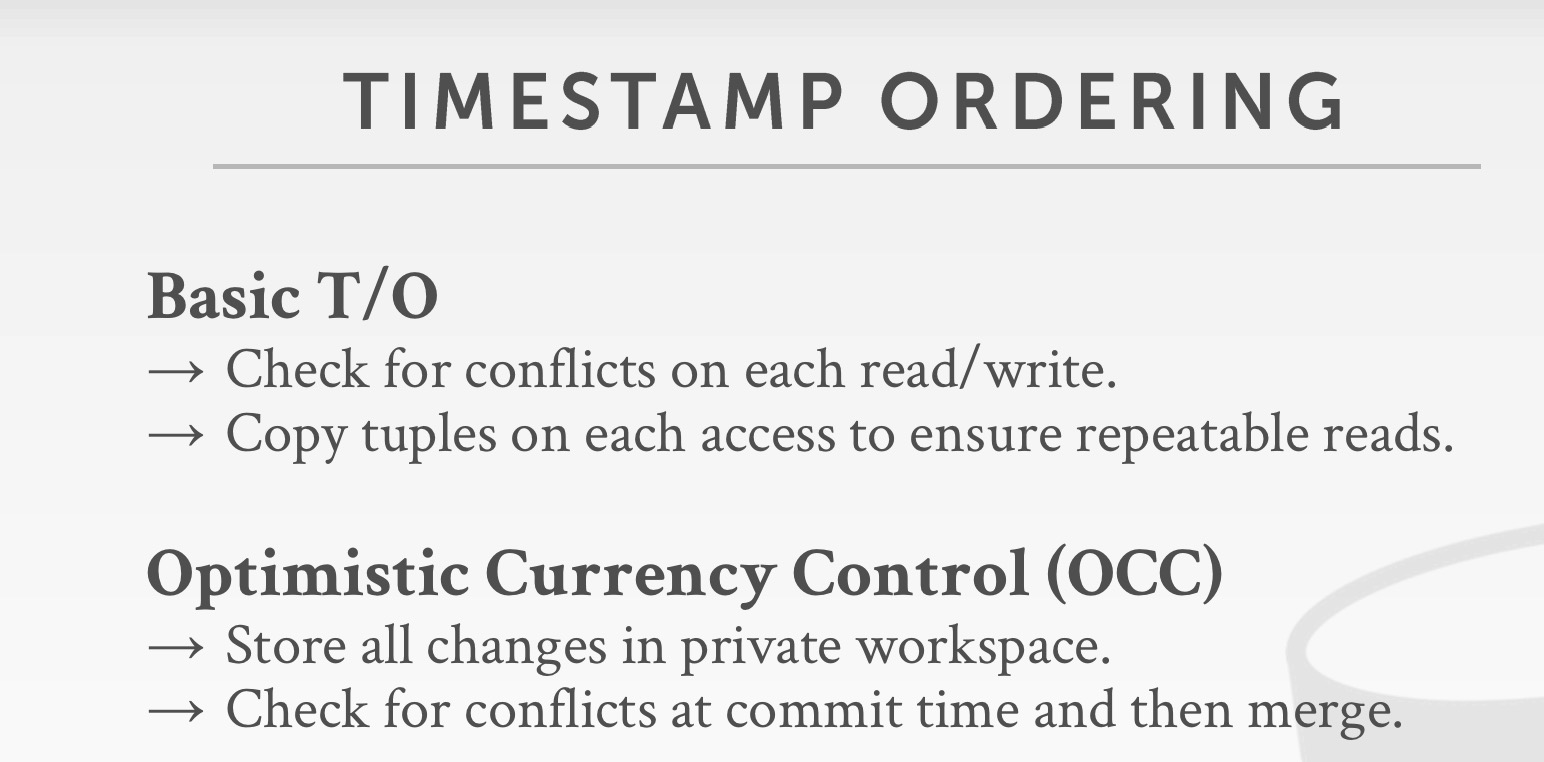 TIMESTAMP ORDERING
Basic T/O
→ Check for conflicts on each read/write.
→ Copy tuples on each access to ensure repeatable reads.
Optimistic Currency Control (OCC)
→ Store all changes in private workspace.
→ Check for conflicts at commit time and then merge.